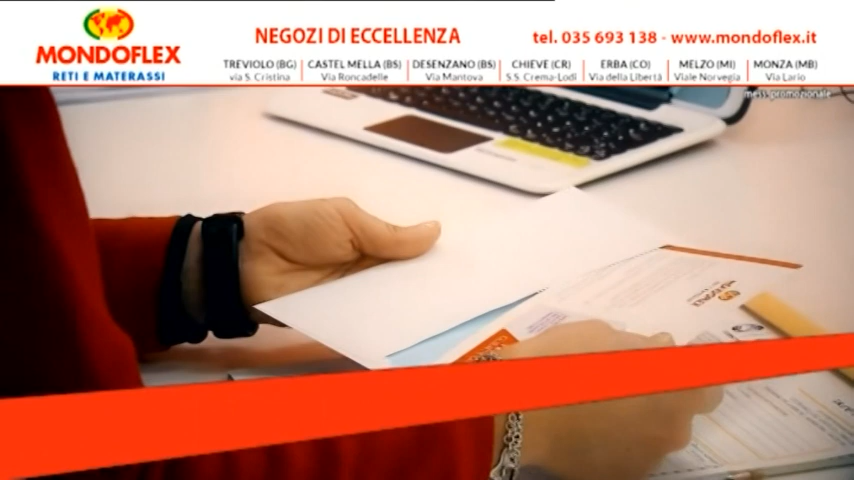 MONDOFLEX
RETI E MATERASSI
NEGOZI DI ECCELLENZA
tel. 035 693 138 - www.mondoflex.it
TREVIOLO (BG)
via S. Cristina
CASTEL MELLA (BS)
Via Roncadelle
DESENZANO (BS)
Via Mantova
CHIEVE (CR)
S.S. Crema-Lodi
ERBA (CO)
Via della Libertà
MELZO (MI)
Viale Norvegia
MONZA (MB)
Via Lario
mess. promozionale
MONDOFLEX